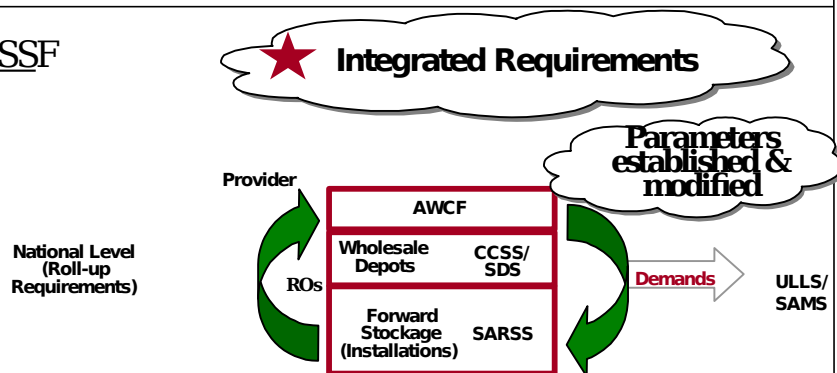 SSF
Integrated Requirements
Parameters
established &
modified
Provider
AWCF
National Level
(Roll-up
Requirements)
ROs
Wholesale
Depots
CCSS/
SDS
Demands
ULLS/
SAMS
Forward
Stockage
(Installations)
SARSS